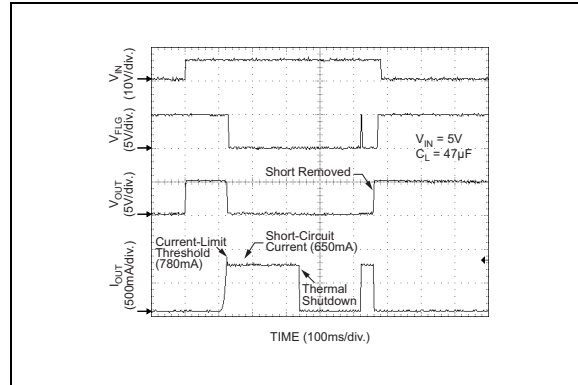 V_IN
(10V/div.)
V_FLG
(5V/div.)
V_IN = 5V
C_L = 47µF
Short Removed
V_OUT
(5V/div.)
Short-Circuit
Current (650mA)
Current-Limit
Threshold
(780mA)
Thermal
Shutdown
I_OUT
(500mA/div.)
TIME (100ms/div.)